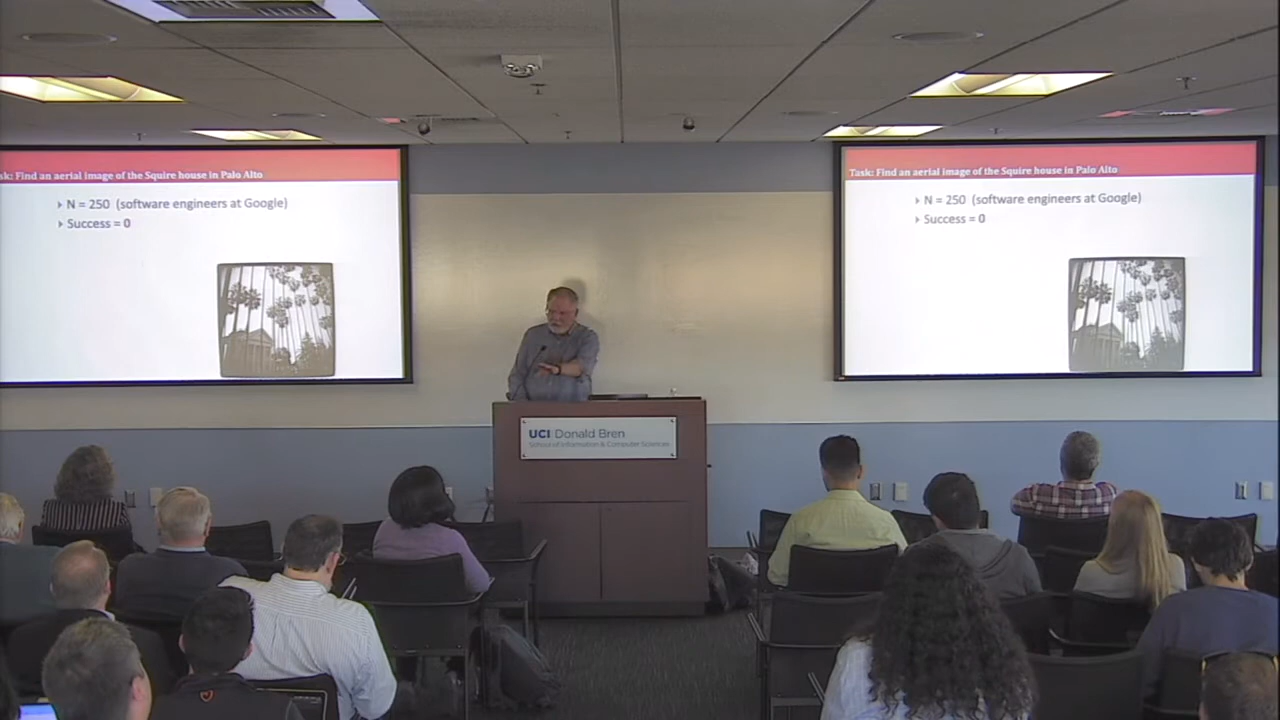 sk: Find an aerial image of the Squire house in Palo Alto
N = 250 (software engineers at Google)
Success = 0
Task: Find an aerial image of the Squire house in Palo Alto
N = 250 (software engineers at Google)
Success = 0
UCI Donald Bren
School of Information & Computer Sciences